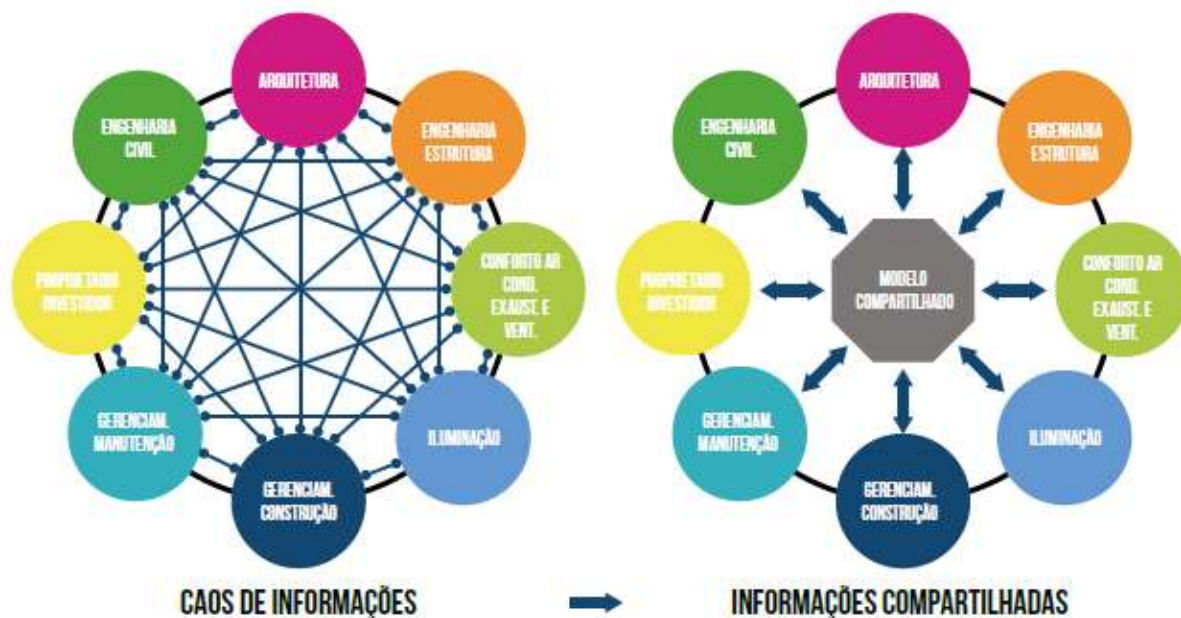 ARQUITETURA
ENGENHARIA
CIVIL
ENGENHARIA
ESTRUTURA
PROPRIETARIO
INVESTIDOR
CONFORTO AR
COND.
EXAUST. E
VENT.
GERENCIAM.
MANUTENÇÃO
ILUMINAÇÃO
GERENCIAM.
CONSTRUÇÃO
CAOS DE INFORMAÇÕES
ARQUITETURA
ENGENHARIA
CIVIL
ENGENHARIA
ESTRUTURA
PROPRIETARIO
INVESTIDOR
MODELO
COMPARTILHADO
CONFORTO AR
COND.
EXAUST. E
VENT.
GERENCIAM.
MANUTENÇÃO
ILUMINAÇÃO
GERENCIAM.
CONSTRUÇÃO
INFORMAÇÕES COMPARTILHADAS